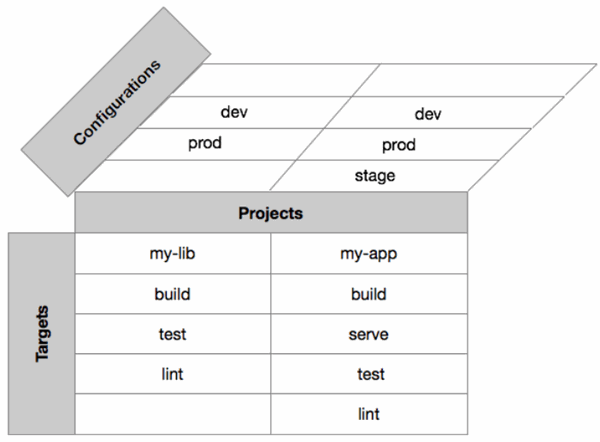 Configurations
dev dev
prod prod
stage
Projects
Targets
my-lib my-app
build build
test serve
lint test
lint